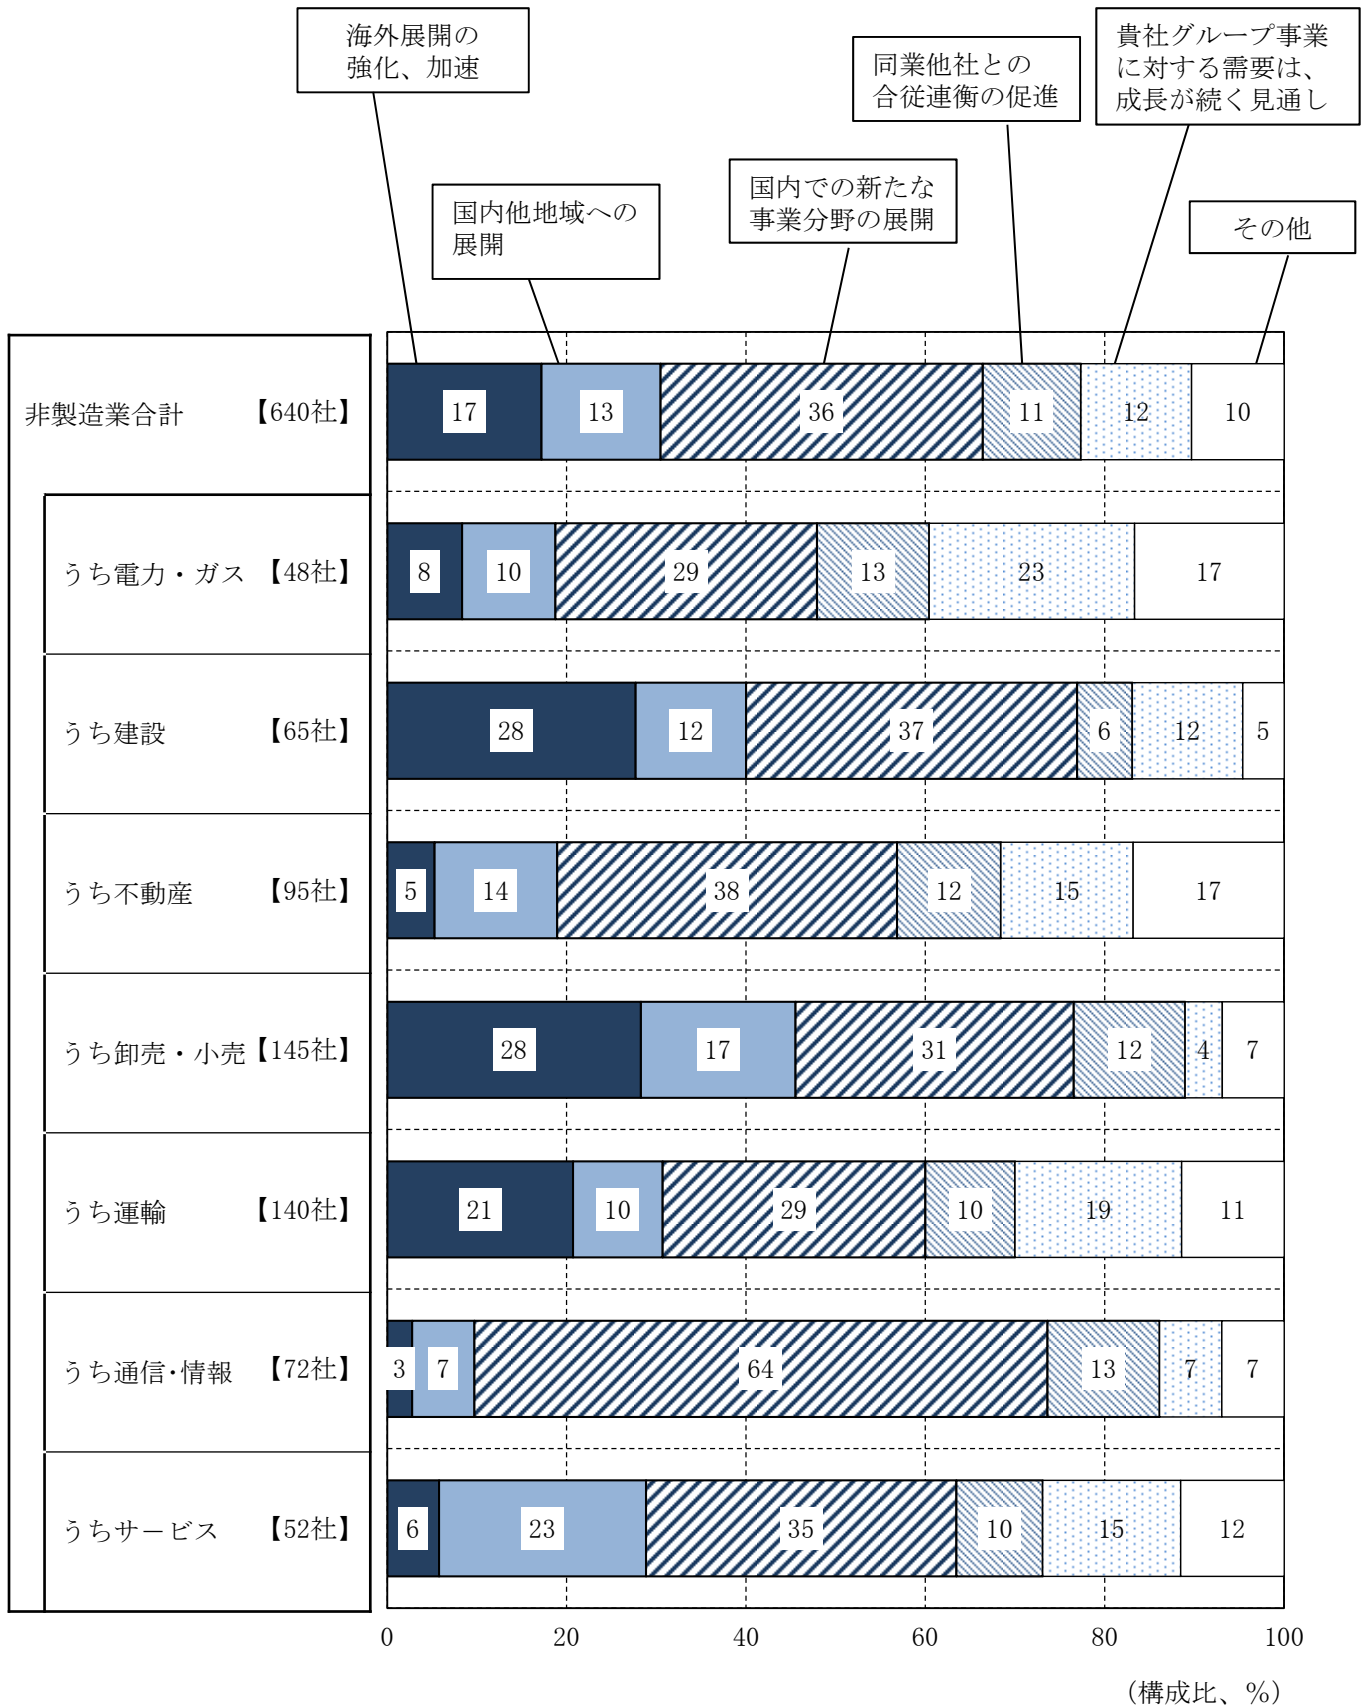 海外展開の
強化、加速
国内他地域への
展開
国内での新たな
事業分野の展開
同業他社との
合従連衡の促進
貴社グループ事業
に対する需要は、
成長が続く見通し
その他
非製造業合計 【640社】 17 13 36 11 12 10
うち電力・ガス 【48社】 8 10 29 13 23 17
うち建設 【65社】 28 12 37 6 12 5
うち不動産 【95社】 5 14 38 12 15 17
うち卸売・小売 【145社】 28 17 31 12 4 7
うち運輸 【140社】 21 10 29 10 19 11
うち通信・情報 【72社】 3 7 64 13 7 7
うちサービス 【52社】 6 23 35 10 15 12
0 20 40 60 80 100
（構成比、%）